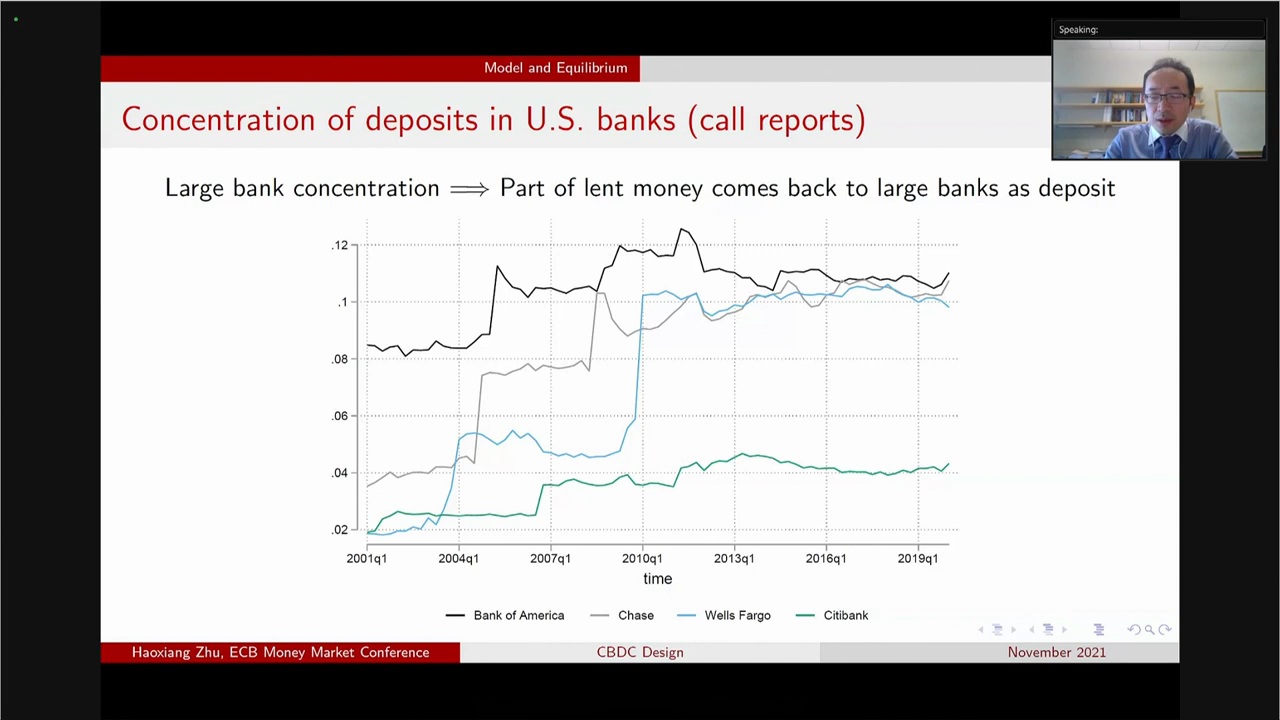 Speaking:
Model and Equilibrium
Concentration of deposits in U.S. banks (call reports)
Large bank concentration ⟹ Part of lent money comes back to large banks as deposit
.12
.1
.08
.06
.04
.02
2001q1 2004q1 2007q1 2010q1 2013q1 2016q1 2019q1
time
Bank of America Chase Wells Fargo Citibank
Haoxiang Zhu, ECB Money Market Conference CBDC Design November 2021